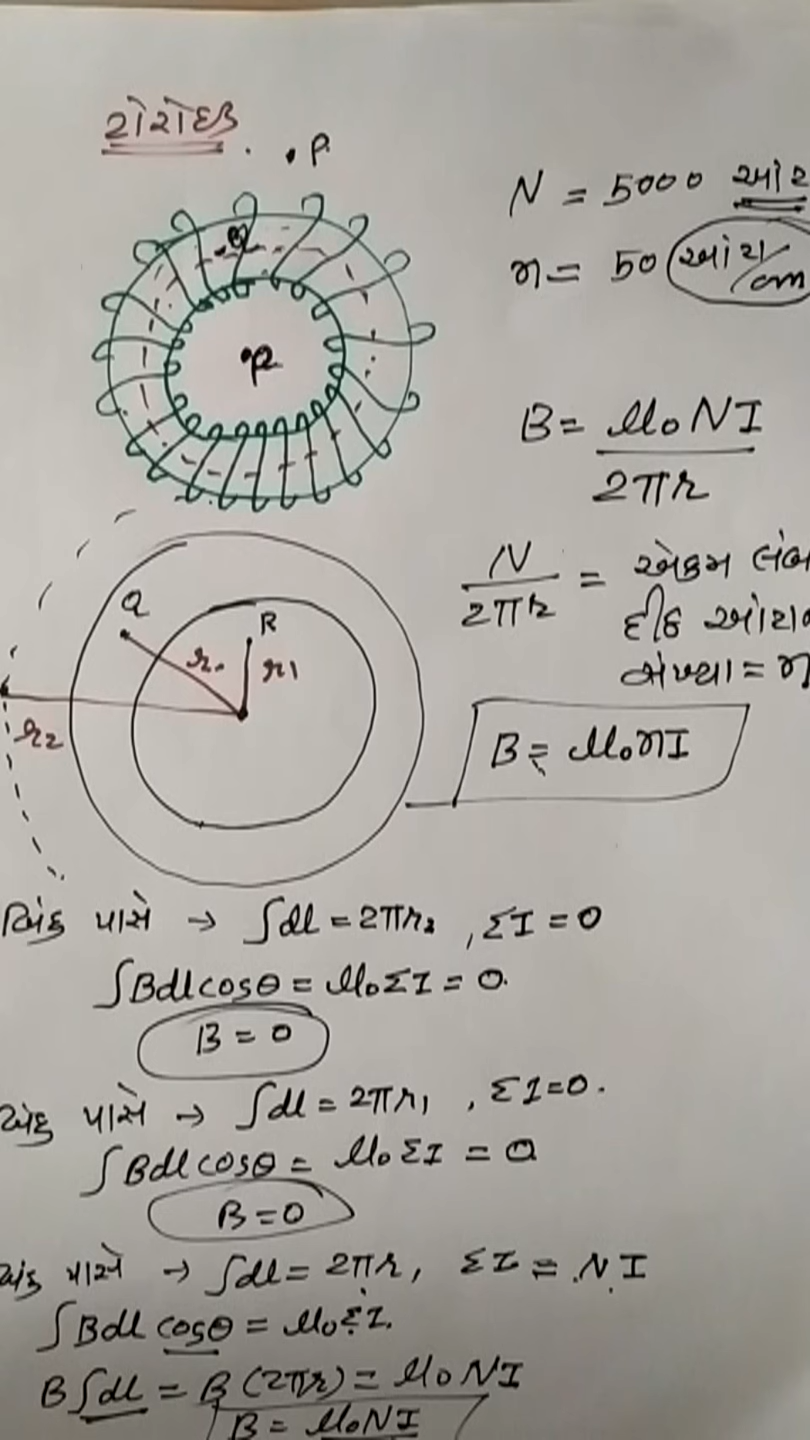 ટોરોઇડ
. P
Q
R
N = 5000
n = 50 આંટા/cm
B = μ₀NI / 2πr
N / 2πr = એકમ
દીઠ
સંખ્યા = n
B = μ₀nI
Q
R
r
r₁
r₂
બિંદુ પાસે → ∫dl = 2πr₂ , ΣI = 0
∫Bdlcosθ = μ₀ΣI = 0.
B = 0
પાસે → ∫dl = 2πr₁ , ΣI=0.
∫Bdlcosθ = μ₀ΣI = 0
B=0
પાસે → ∫dl = 2πr, ΣI = NI
∫Bdl cosθ = μ₀ΣI.
B∫dl = B(2πr) = μ₀NI
B = μ₀NI